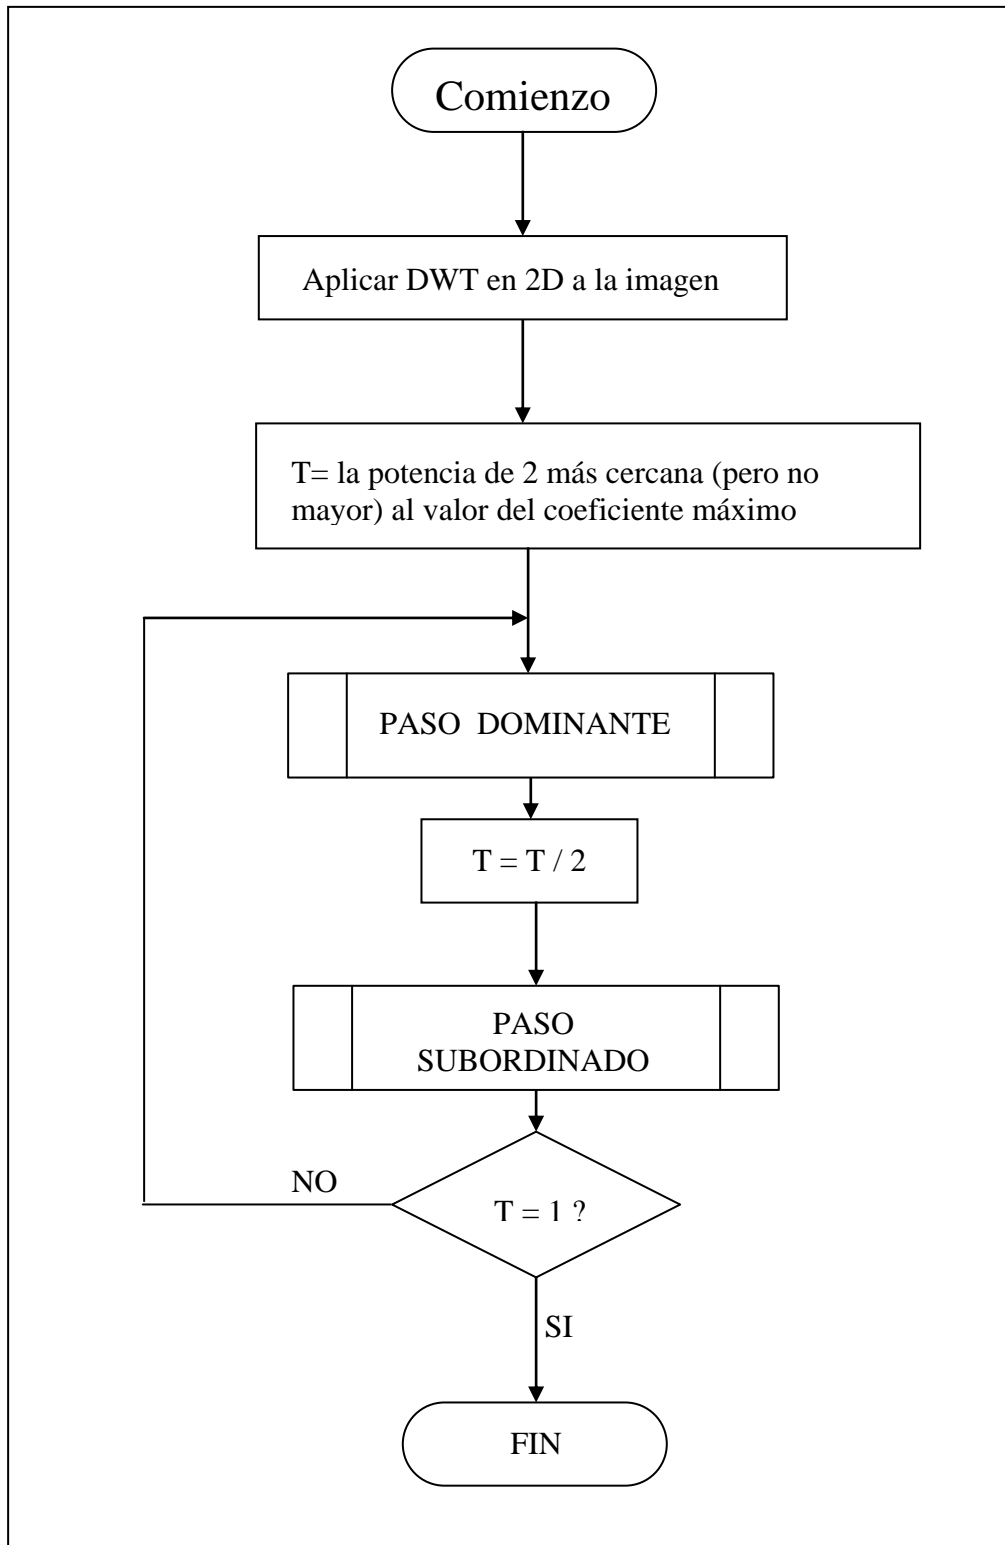 Comienzo
Aplicar DWT en 2D a la imagen
T= la potencia de 2 más cercana (pero no
mayor) al valor del coeficiente máximo
PASO DOMINANTE
T = T / 2
PASO
SUBORDINADO
NO
T = 1 ?
SI
FIN